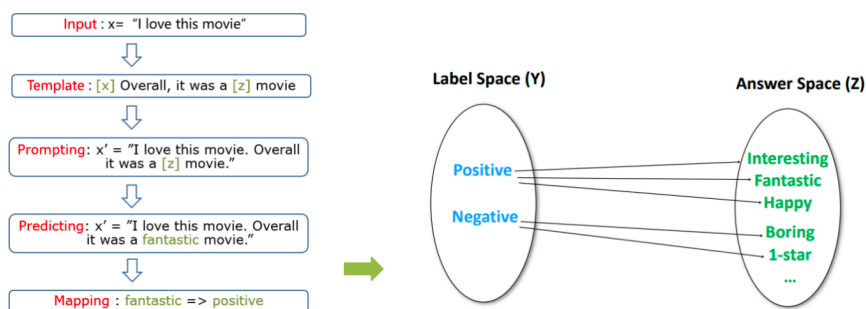 Input : x= "I love this movie"
Template : [x] Overall, it was a [z] movie
Prompting: x' = "I love this movie. Overall
it was a [z] movie."
Predicting: x' = "I love this movie. Overall
it was a fantastic movie."
Mapping : fantastic => positive
Label Space (Y)
Positive
Negative
Answer Space (Z)
Interesting
Fantastic
Happy
Boring
1-star
...